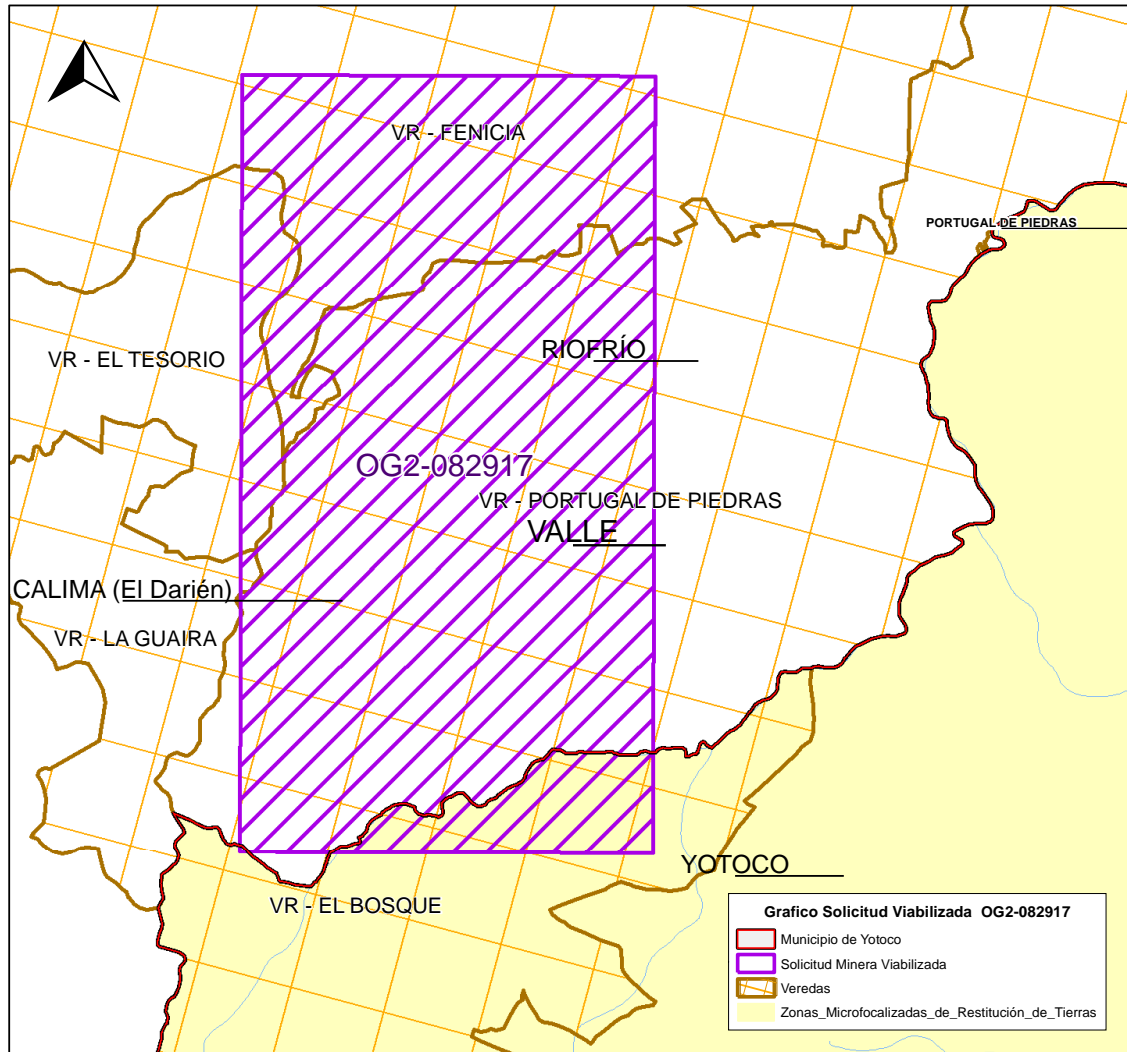 VR - FENICIA
PORTUGAL DE PIEDRAS
RIOFRÍO
VR - EL TESORIO
OG2-082917
VR - PORTUGAL DE PIEDRAS
VALLE
CALIMA (El Darién)
VR - LA GUAIRA
YOTOCO
VR - EL BOSQUE
Grafico Solicitud Viabilizada OG2-082917
Municipio de Yotoco
Solicitud Minera Viabilizada
Veredas
Zonas_Microfocalizadas_de_Restitución_de_Tierras